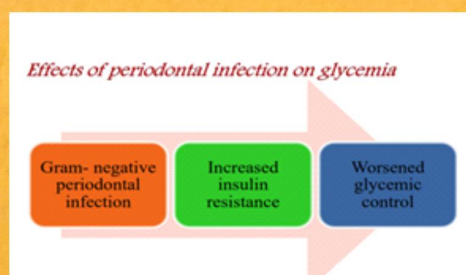 Effects of periodontal infection on glycemia
Gram- negative
periodontal
infection
Increased
insulin
resistance
Worsened
glycemic
control